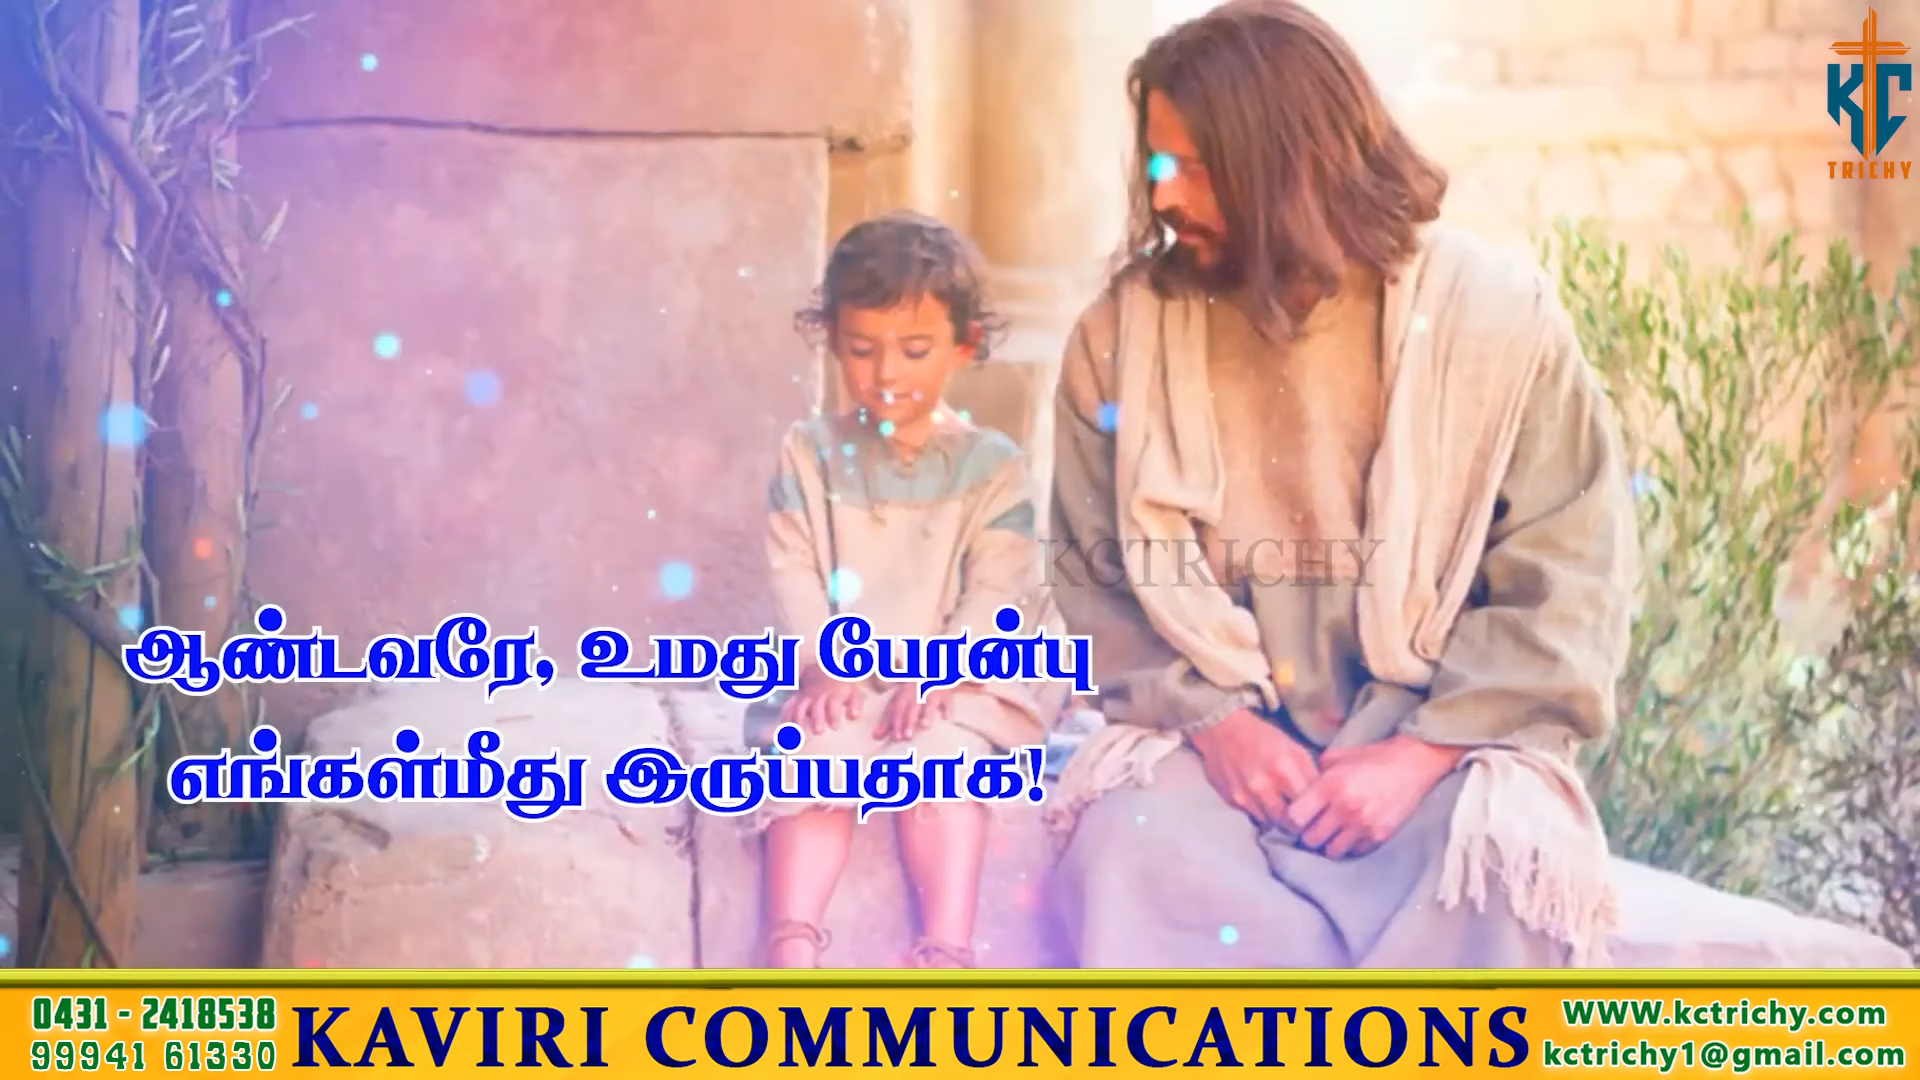 KC
TRICHY
KCTRICHY
ஆண்டவரே, உமது பேரன்பு
எங்கள்மீது இருப்பதாக!
0431 - 2418538
99941 61330
KAVIRI COMMUNICATIONS
www.kctrichy.com
kctrichy1@gmail.com